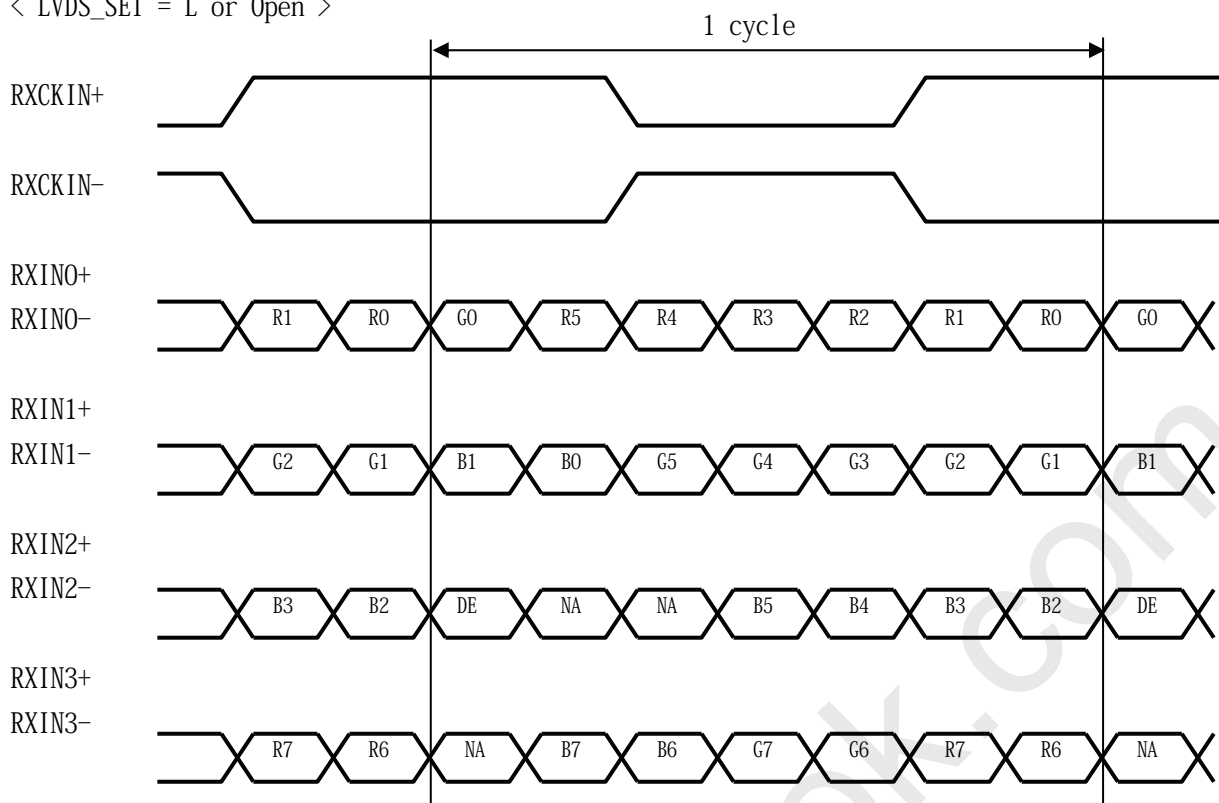 < LVDS_SET = L or Open >
1 cycle
RXCKIN+
RXCKIN-
RXIN0+
RXIN0-
R1 R0 G0 R5 R4 R3 R2 R1 R0 G0
RXIN1+
RXIN1-
G2 G1 B1 B0 G5 G4 G3 G2 G1 B1
RXIN2+
RXIN2-
B3 B2 DE NA NA B5 B4 B3 B2 DE
RXIN3+
RXIN3-
R7 R6 NA B7 B6 G7 G6 R7 R6 NA